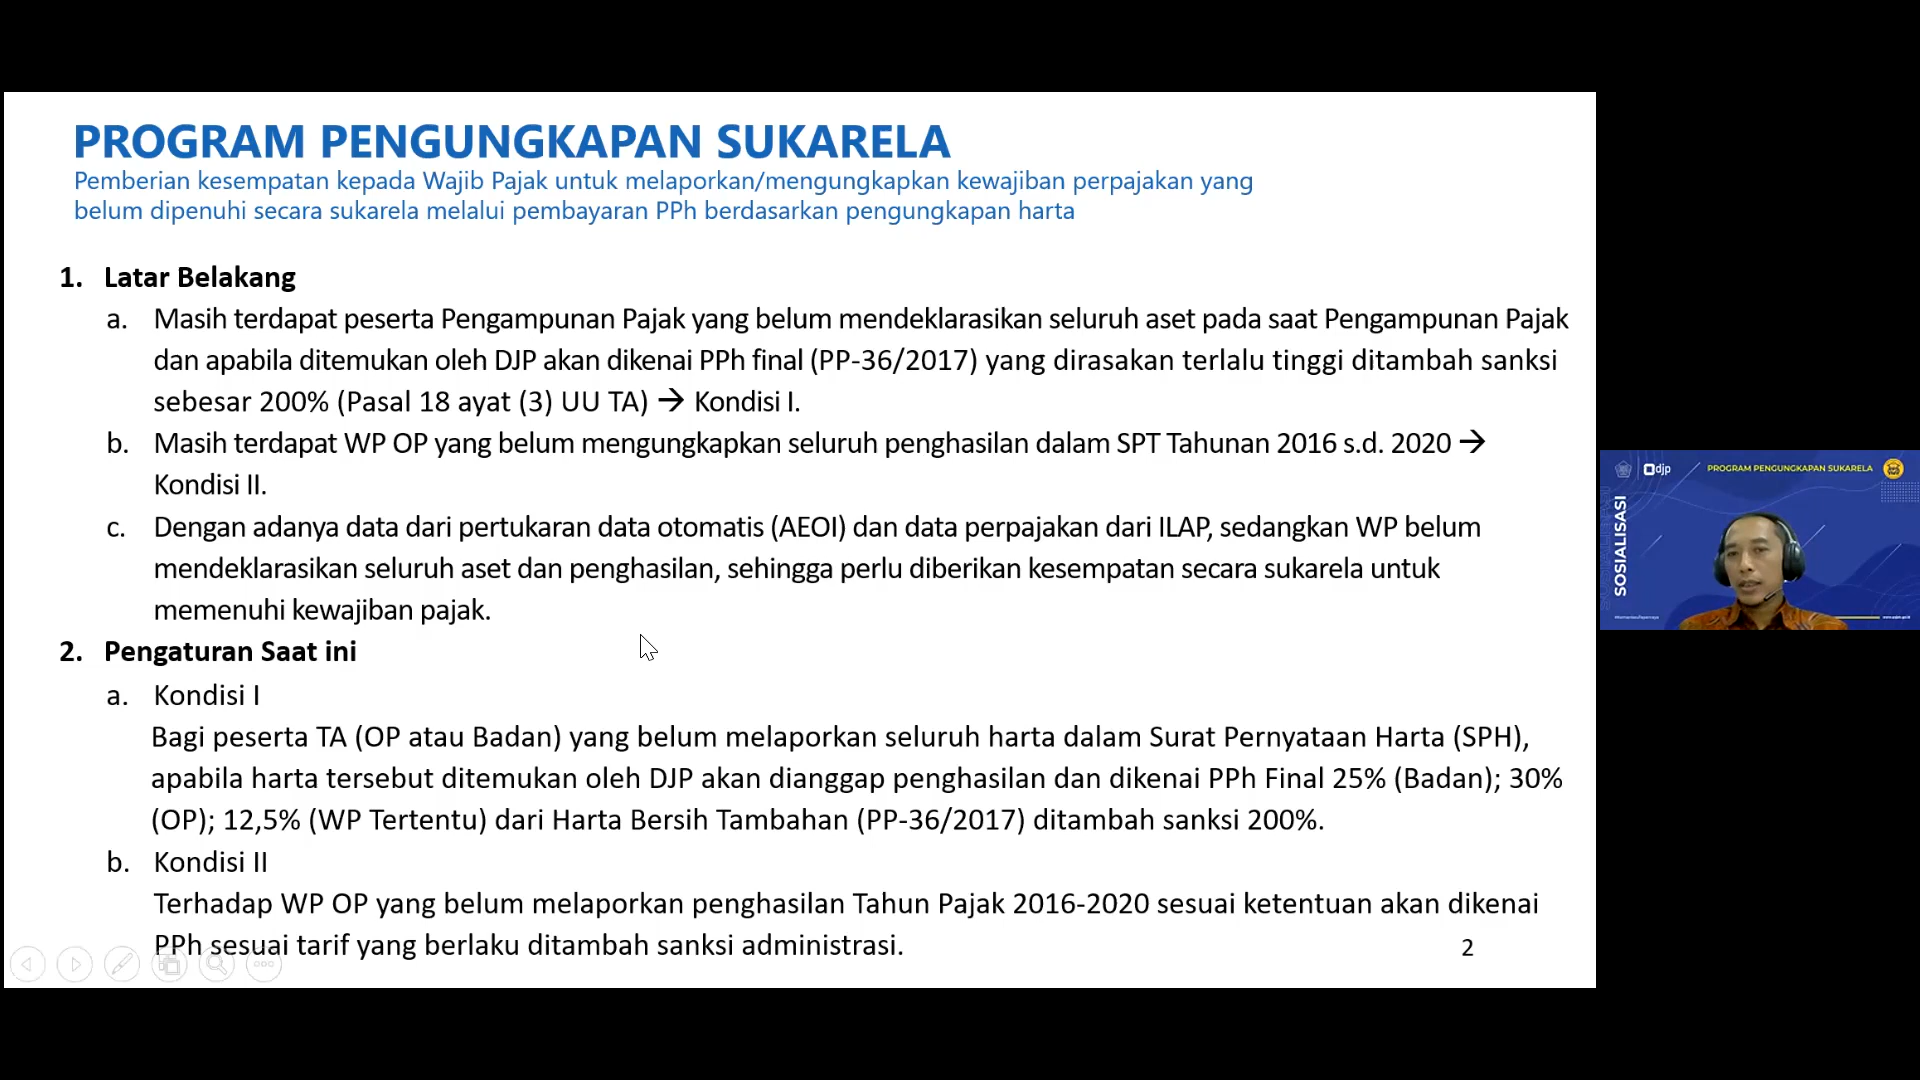 PROGRAM PENGUNGKAPAN SUKARELA
Pemberian kesempatan kepada Wajib Pajak untuk melaporkan/mengungkapkan kewajiban perpajakan yang
belum dipenuhi secara sukarela melalui pembayaran PPh berdasarkan pengungkapan harta
1. Latar Belakang
a. Masih terdapat peserta Pengampunan Pajak yang belum mendeklarasikan seluruh aset pada saat Pengampunan Pajak
dan apabila ditemukan oleh DJP akan dikenai PPh final (PP-36/2017) yang dirasakan terlalu tinggi ditambah sanksi
sebesar 200% (Pasal 18 ayat (3) UU TA) → Kondisi I.
b. Masih terdapat WP OP yang belum mengungkapkan seluruh penghasilan dalam SPT Tahunan 2016 s.d. 2020 →
Kondisi II.
c. Dengan adanya data dari pertukaran data otomatis (AEOI) dan data perpajakan dari ILAP, sedangkan WP belum
mendeklarasikan seluruh aset dan penghasilan, sehingga perlu diberikan kesempatan secara sukarela untuk
memenuhi kewajiban pajak.
2. Pengaturan Saat ini
a. Kondisi I
Bagi peserta TA (OP atau Badan) yang belum melaporkan seluruh harta dalam Surat Pernyataan Harta (SPH),
apabila harta tersebut ditemukan oleh DJP akan dianggap penghasilan dan dikenai PPh Final 25% (Badan); 30%
(OP); 12,5% (WP Tertentu) dari Harta Bersih Tambahan (PP-36/2017) ditambah sanksi 200%.
b. Kondisi II
Terhadap WP OP yang belum melaporkan penghasilan Tahun Pajak 2016-2020 sesuai ketentuan akan dikenai
PPh sesuai tarif yang berlaku ditambah sanksi administrasi.
2
djp
PROGRAM PENGUNGKAPAN SUKARELA
SOSIALISASI